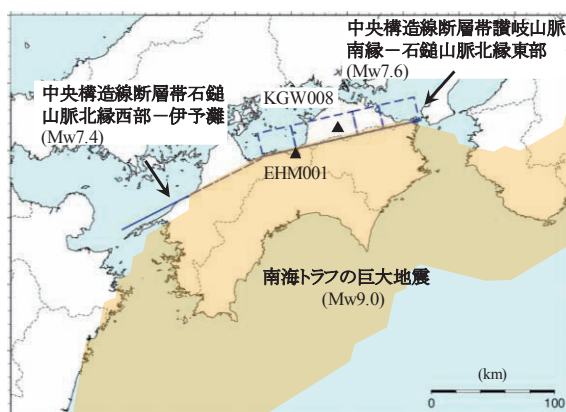 中央構造線断層帯讃岐山脈
南縁－石鎚山脈北縁東部
(Mw7.6)
中央構造線断層帯石鎚
山脈北縁西部－伊予灘
(Mw7.4)
KGW008
EHM001
南海トラフの巨大地震
(Mw9.0)
(km)
0 100